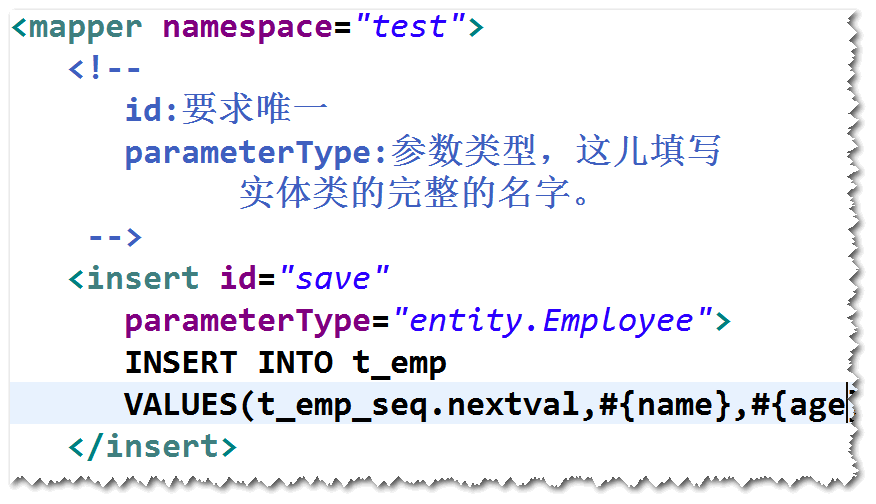 <mapper namespace="test">
<!--
id:要求唯一
parameterType:参数类型，这儿填写
实体类的完整的名字。
-->
<insert id="save"
parameterType="entity.Employee">
INSERT INTO t_emp
VALUES(t_emp_seq.nextval,#{name},#{age}
</insert>